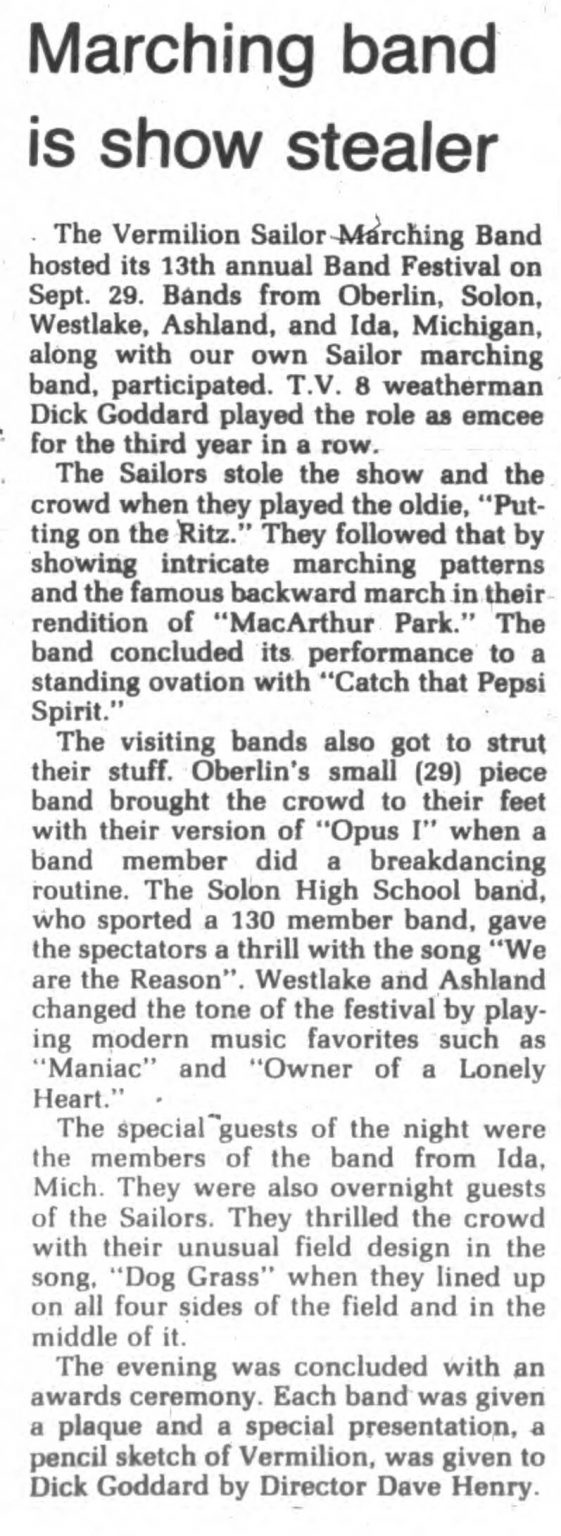 Marching band
is show stealer
The Vermilion Sailor Marching Band
hosted its 13th annual Band Festival on
Sept. 29. Bands from Oberlin, Solon,
Westlake, Ashland, and Ida, Michigan,
along with our own Sailor marching
band, participated. T.V. 8 weatherman
Dick Goddard played the role as emcee
for the third year in a row.
The Sailors stole the show and the
crowd when they played the oldie, "Put-
ting on the Ritz." They followed that by
showing intricate marching patterns
and the famous backward march in their
rendition of "MacArthur Park." The
band concluded its performance to a
standing ovation with "Catch that Pepsi
Spirit."
The visiting bands also got to strut
their stuff. Oberlin's small (29) piece
band brought the crowd to their feet
with their version of "Opus I" when a
band member did a breakdancing
routine. The Solon High School band,
who sported a 130 member band, gave
the spectators a thrill with the song "We
are the Reason". Westlake and Ashland
changed the tone of the festival by play-
ing modern music favorites such as
"Maniac" and "Owner of a Lonely
Heart."
The special guests of the night were
the members of the band from Ida,
Mich. They were also overnight guests
of the Sailors. They thrilled the crowd
with their unusual field design in the
song, "Dog Grass" when they lined up
on all four sides of the field and in the
middle of it.
The evening was concluded with an
awards ceremony. Each band was given
a plaque and a special presentation, a
pencil sketch of Vermilion, was given to
Dick Goddard by Director Dave Henry.